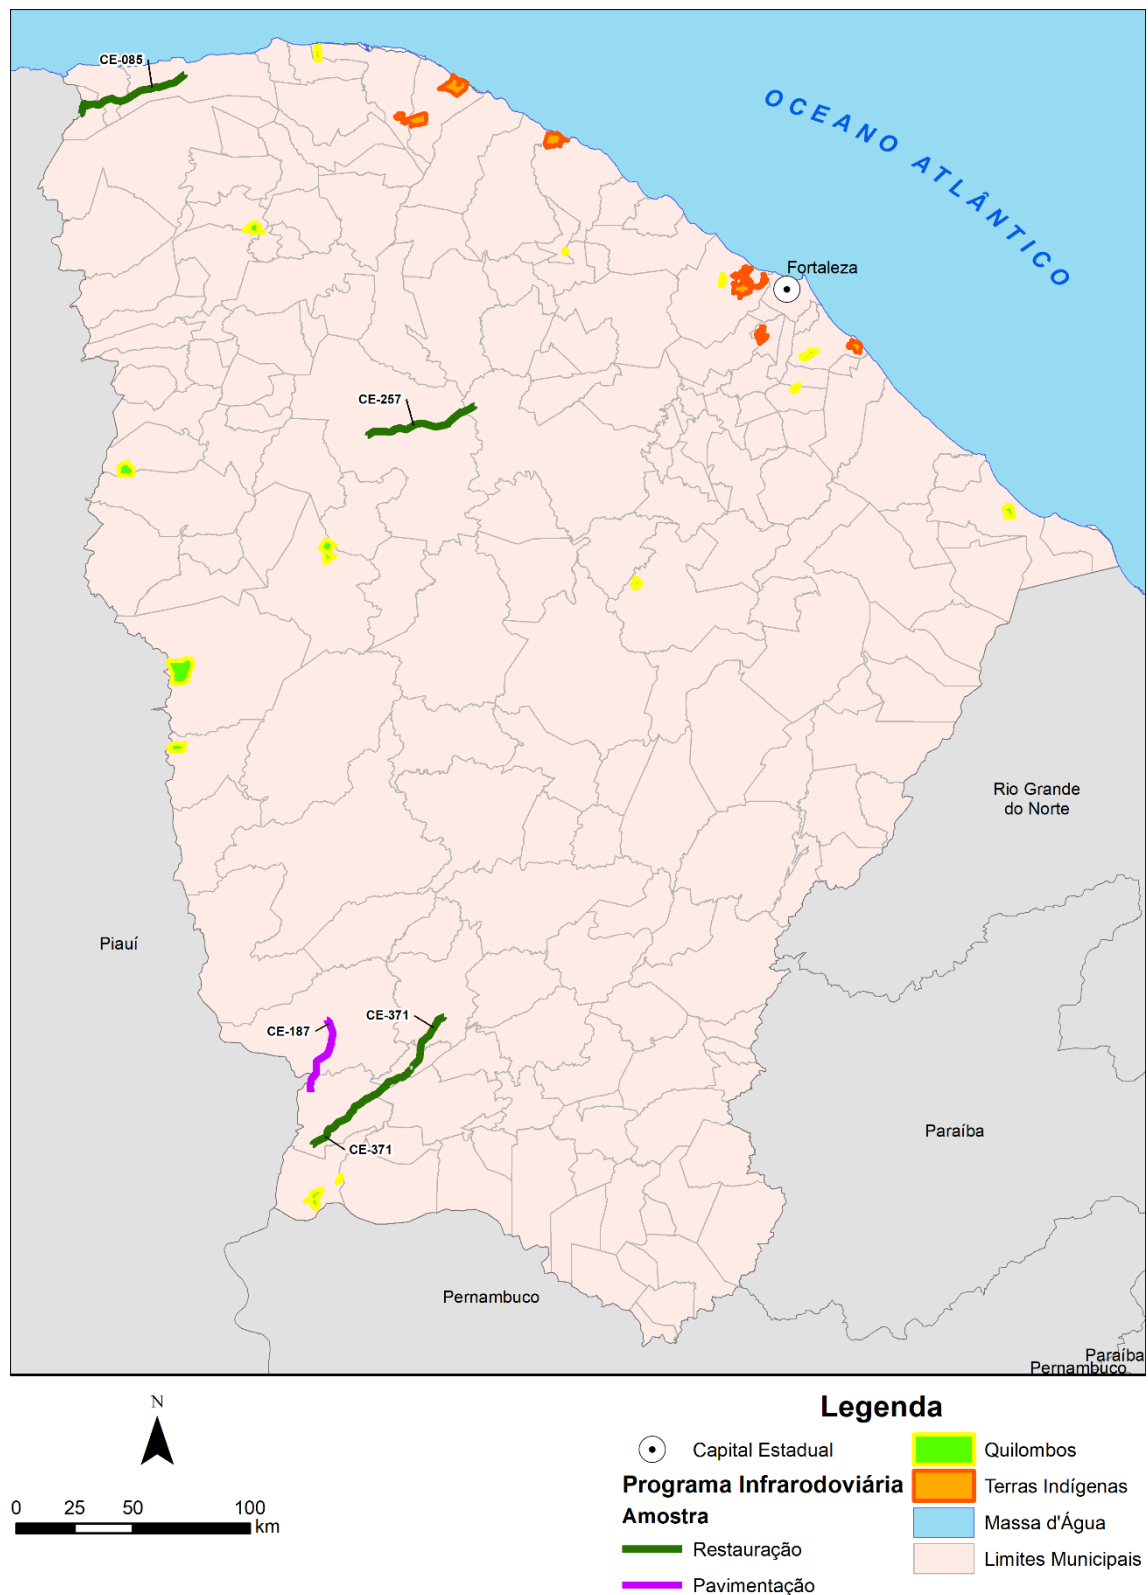 CE-085
OCEANO ATLÂNTICO
Fortaleza
CE-257
Rio Grande
do Norte
Piauí
CE-371
CE-187
Paraíba
CE-371
Pernambuco
Paraíba
Pernambuco
N
0 25 50 100
km
Legenda
Capital Estadual
Programa Infrarodoviária
Amostra
Restauração
Pavimentação
Quilombos
Terras Indígenas
Massa d'Água
Limites Municipais